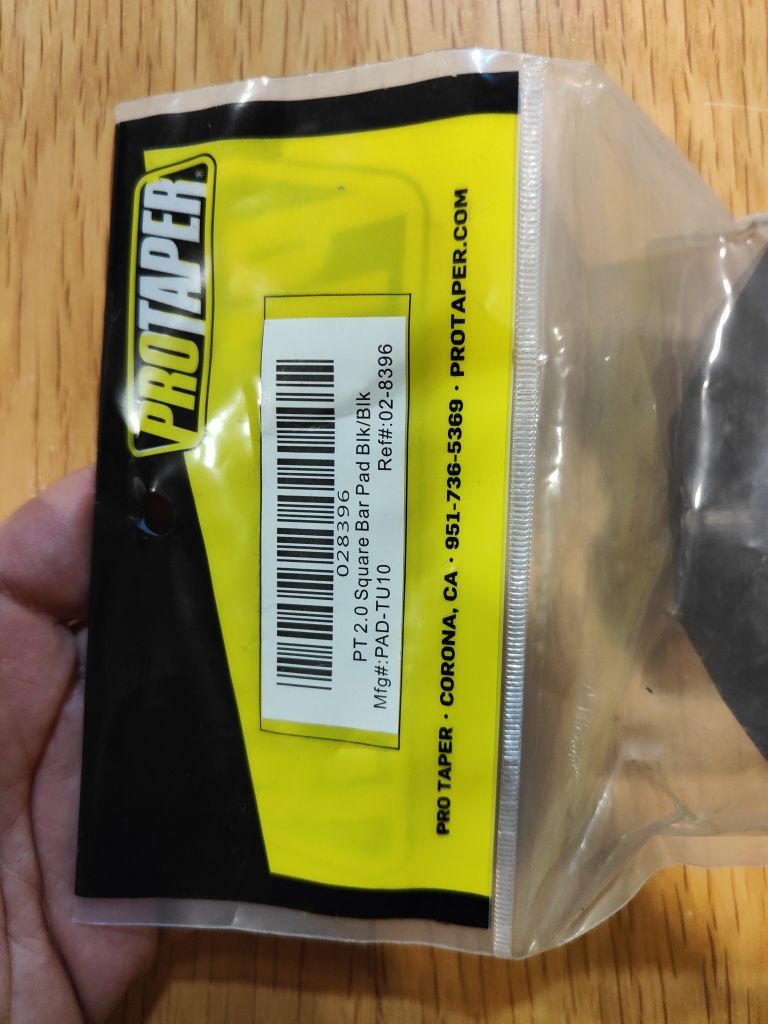 PROTAPER®
028396
PT 2.0 Square Bar Pad Blk/Blk
Mfg#:PAD-TU10 Ref#:02-8396
PRO TAPER · CORONA, CA · 951-736-5369 · PROTAPER.COM